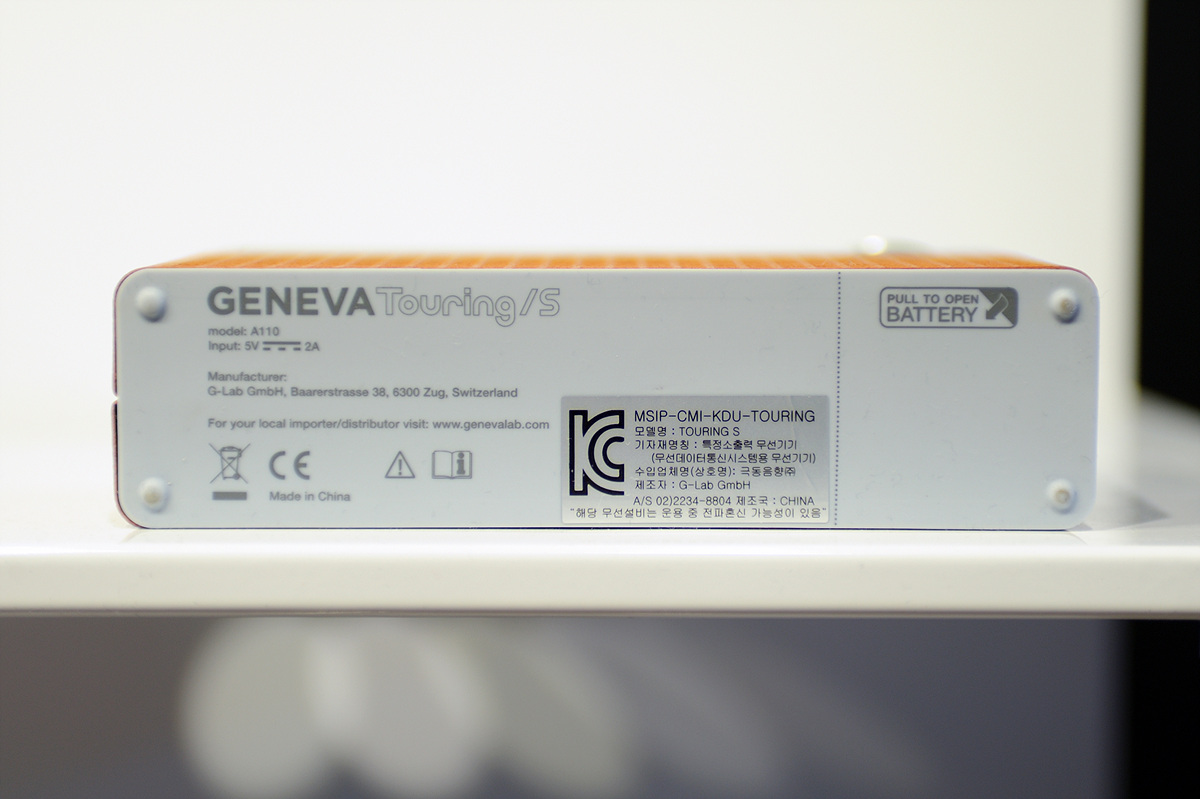 GENEVA Touring/S
model: A110
Input: 5V 2A
Manufacturer:
G-Lab GmbH, Baarerstrasse 38, 6300 Zug, Switzerland
For your local importer/distributor visit: www.genevalab.com
CE
Made in China
KC
MSIP-CMI-KDU-TOURING
모델명 : TOURING S
기자재명칭 : 특정소출력 무선기기
(무선데이터통신시스템용 무선기기)
수입업체명(상호명): 극동음향㈜
제조자 : G-Lab GmbH
A/S 02)2234-8804 제조국 : CHINA
"해당 무선설비는 운용 중 전파혼신 가능성이 있음"
PULL TO OPEN
BATTERY